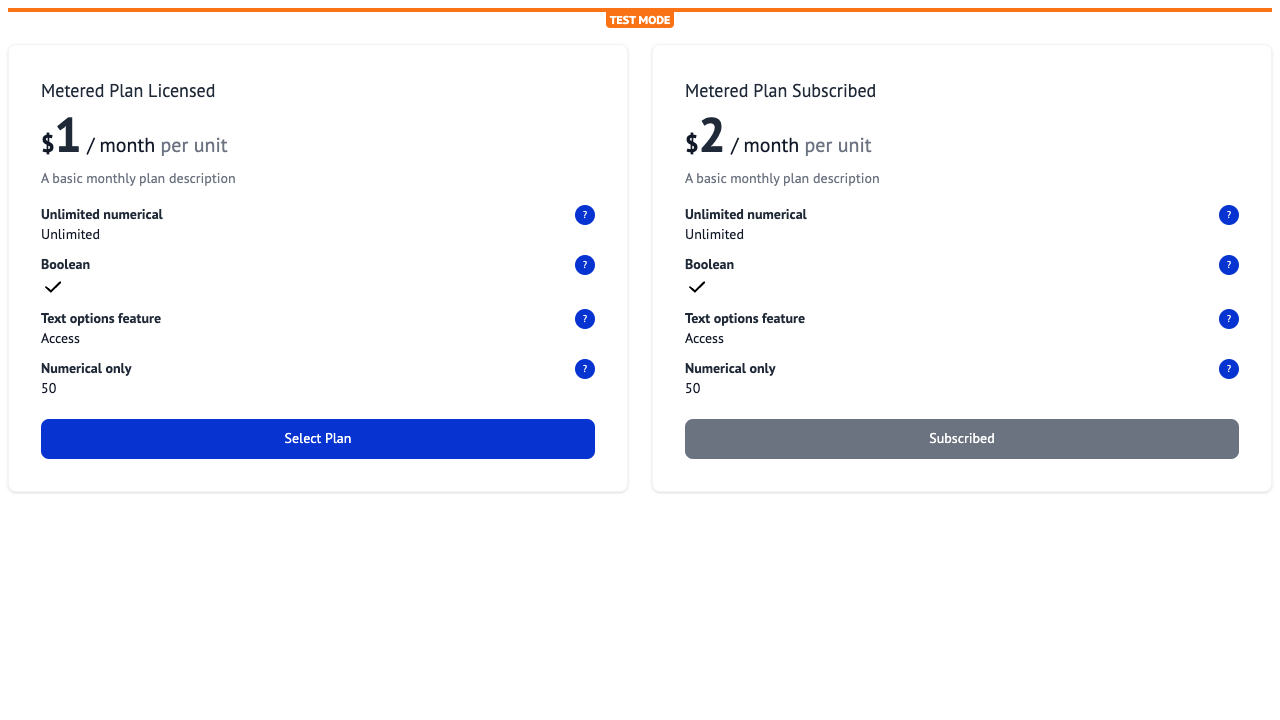 TEST MODE
Metered Plan Licensed
$1 / month per unit
A basic monthly plan description
Unlimited numerical ?
Unlimited
Boolean ?
Text options feature ?
Access
Numerical only ?
50
Select Plan
Metered Plan Subscribed
$2 / month per unit
A basic monthly plan description
Unlimited numerical ?
Unlimited
Boolean ?
Text options feature ?
Access
Numerical only ?
50
Subscribed